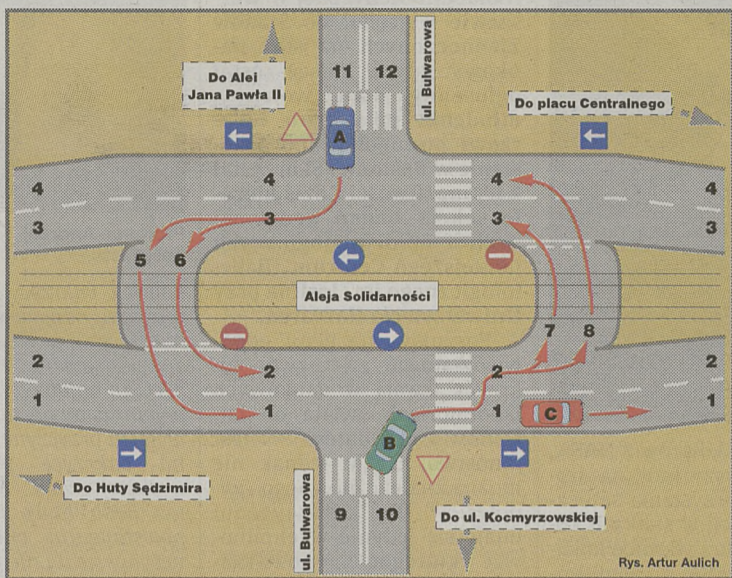 11 12
ul. Bulwarowa
Do Alei
Jana Pawła II
Do placu Centralnego
A
4 4 4 4
3 3 3 3
5 6
Aleja Solidarności
7 8
2 2 2 2
1 1 C 1
B
Do Huty Sędzimira
ul. Bulwarowa
9 10
Do ul. Kocmyrzowskiej
Rys. Artur Aulich